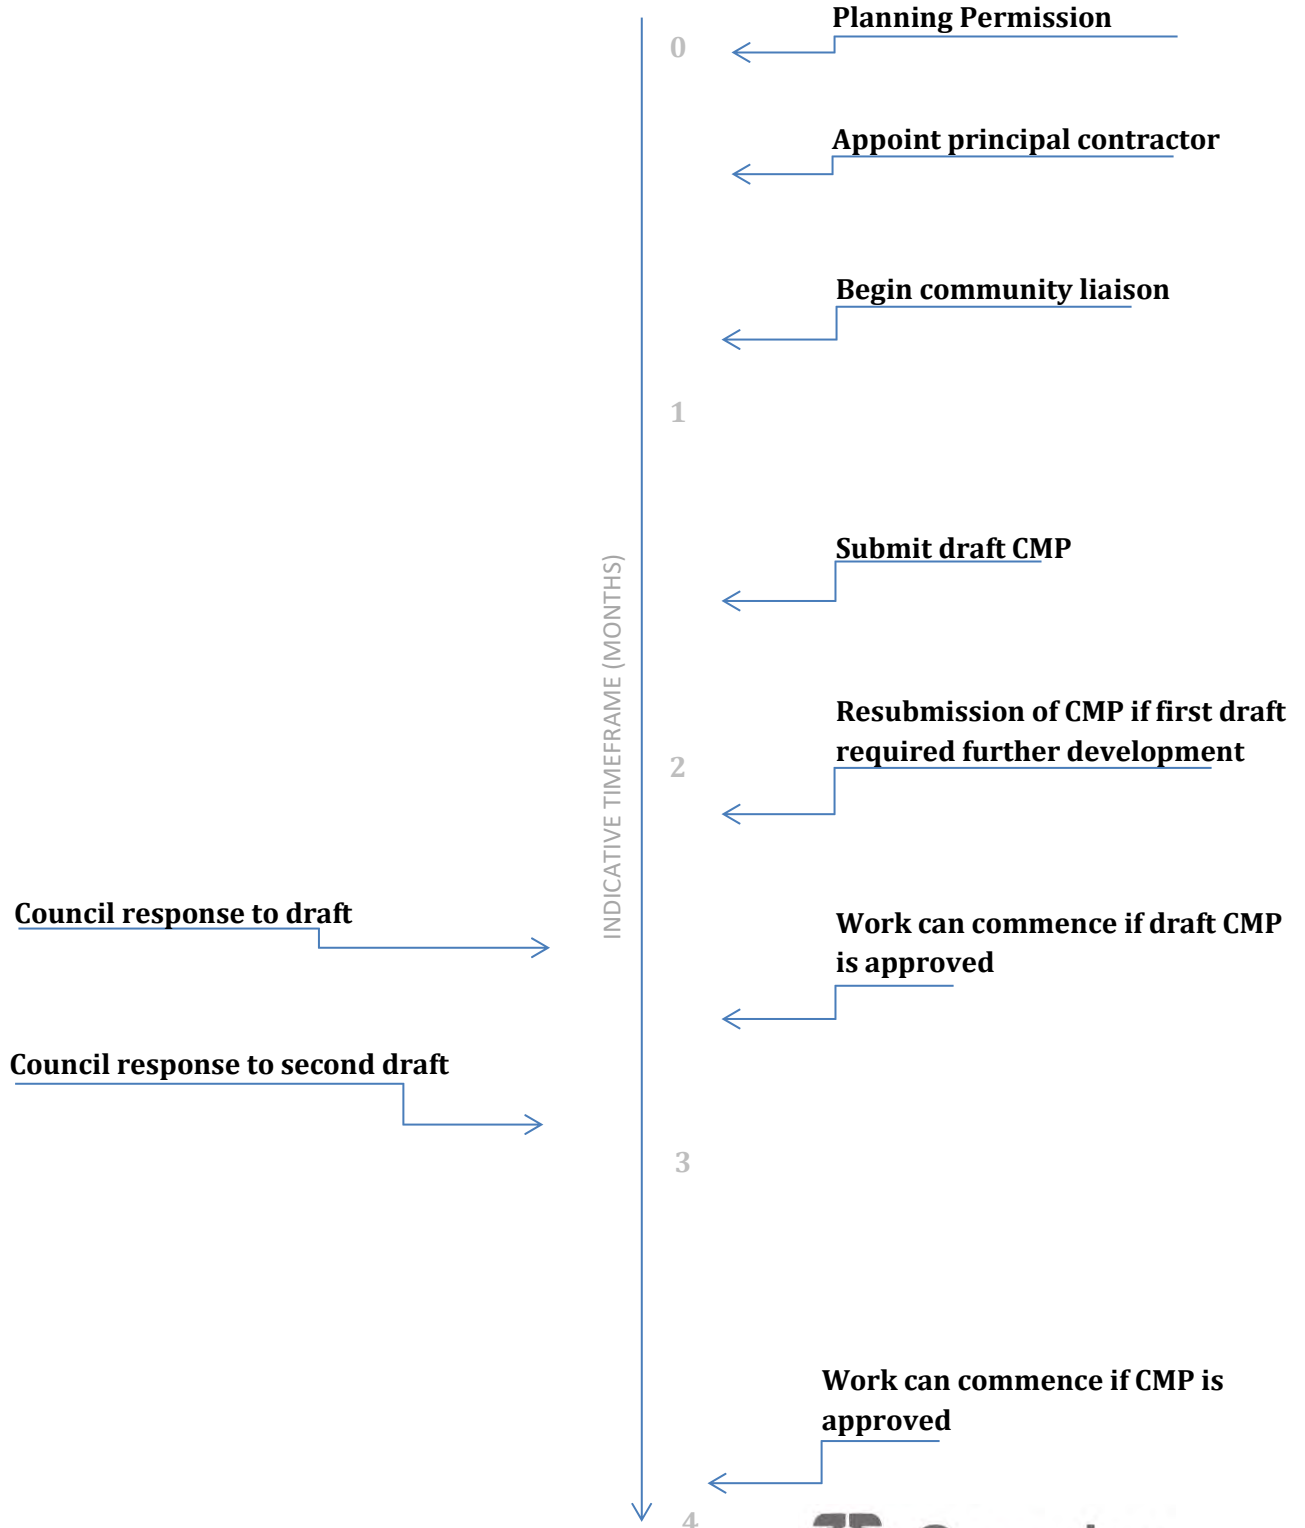 Planning Permission
0
Appoint principal contractor
Begin community liaison
1
Submit draft CMP
INDICATIVE TIMEFRAME (MONTHS)
Resubmission of CMP if first draft
required further development
2
Council response to draft
Work can commence if draft CMP
is approved
Council response to second draft
3
Work can commence if CMP is
approved
4